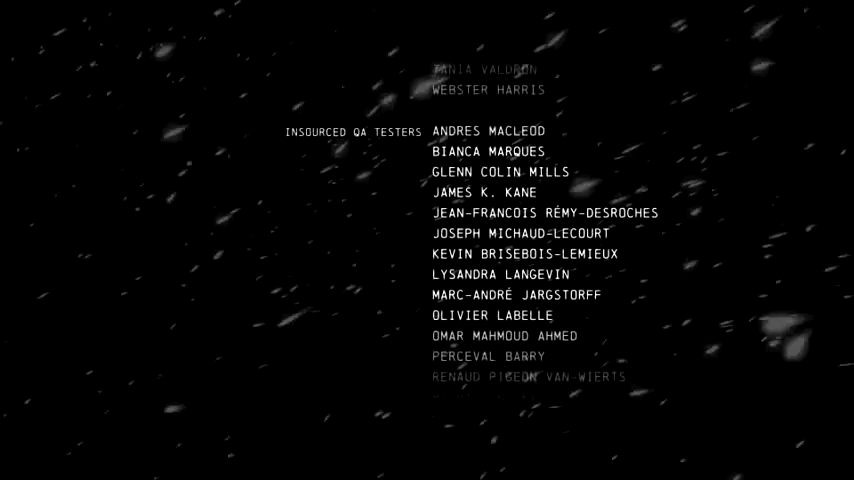 TANIA VALDRON
WEBSTER HARRIS
INSOURCED QA TESTERS ANDRES MACLEOD
BIANCA MARQUES
GLENN COLIN MILLS
JAMES K. KANE
JEAN-FRANCOIS RÉMY-DESROCHES
JOSEPH MICHAUD-LECOURT
KEVIN BRISEBOIS-LEMIEUX
LYSANDRA LANGEVIN
MARC-ANDRÉ JARGSTORFF
OLIVIER LABELLE
OMAR MAHMOUD AHMED
PERCEVAL BARRY
RENAUD PIGEON VAN-WIERTS